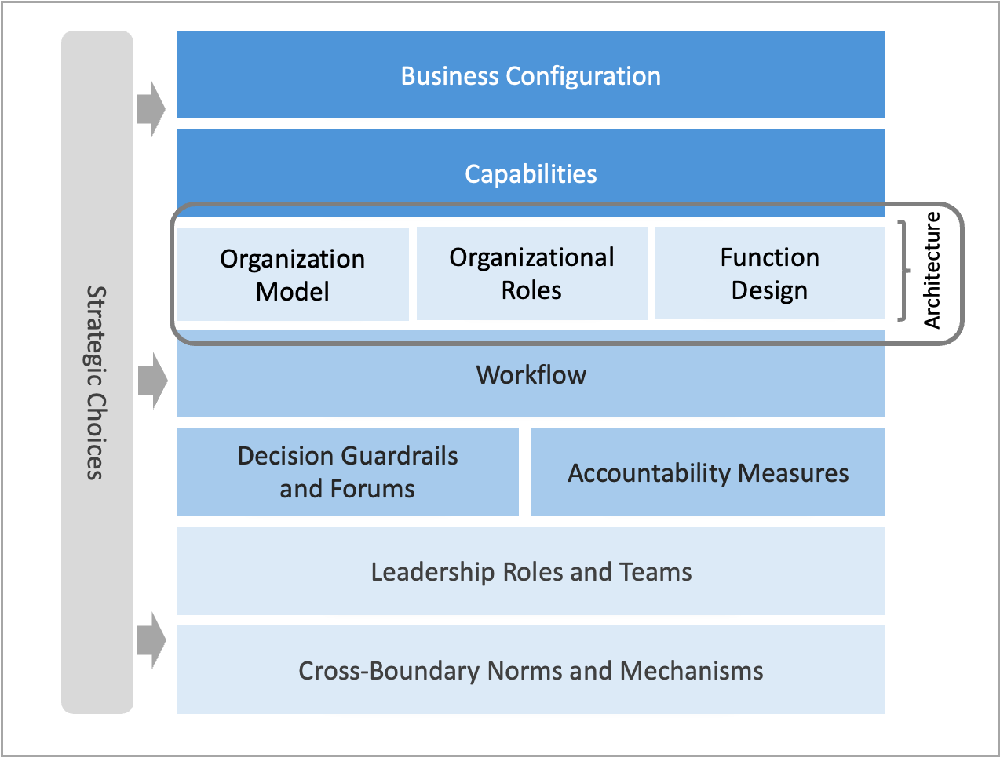 Strategic Choices
Business Configuration
Capabilities
Organization
Model
Organizational
Roles
Function
Design
Architecture
Workflow
Decision Guardrails
and Forums
Accountability Measures
Leadership Roles and Teams
Cross-Boundary Norms and Mechanisms